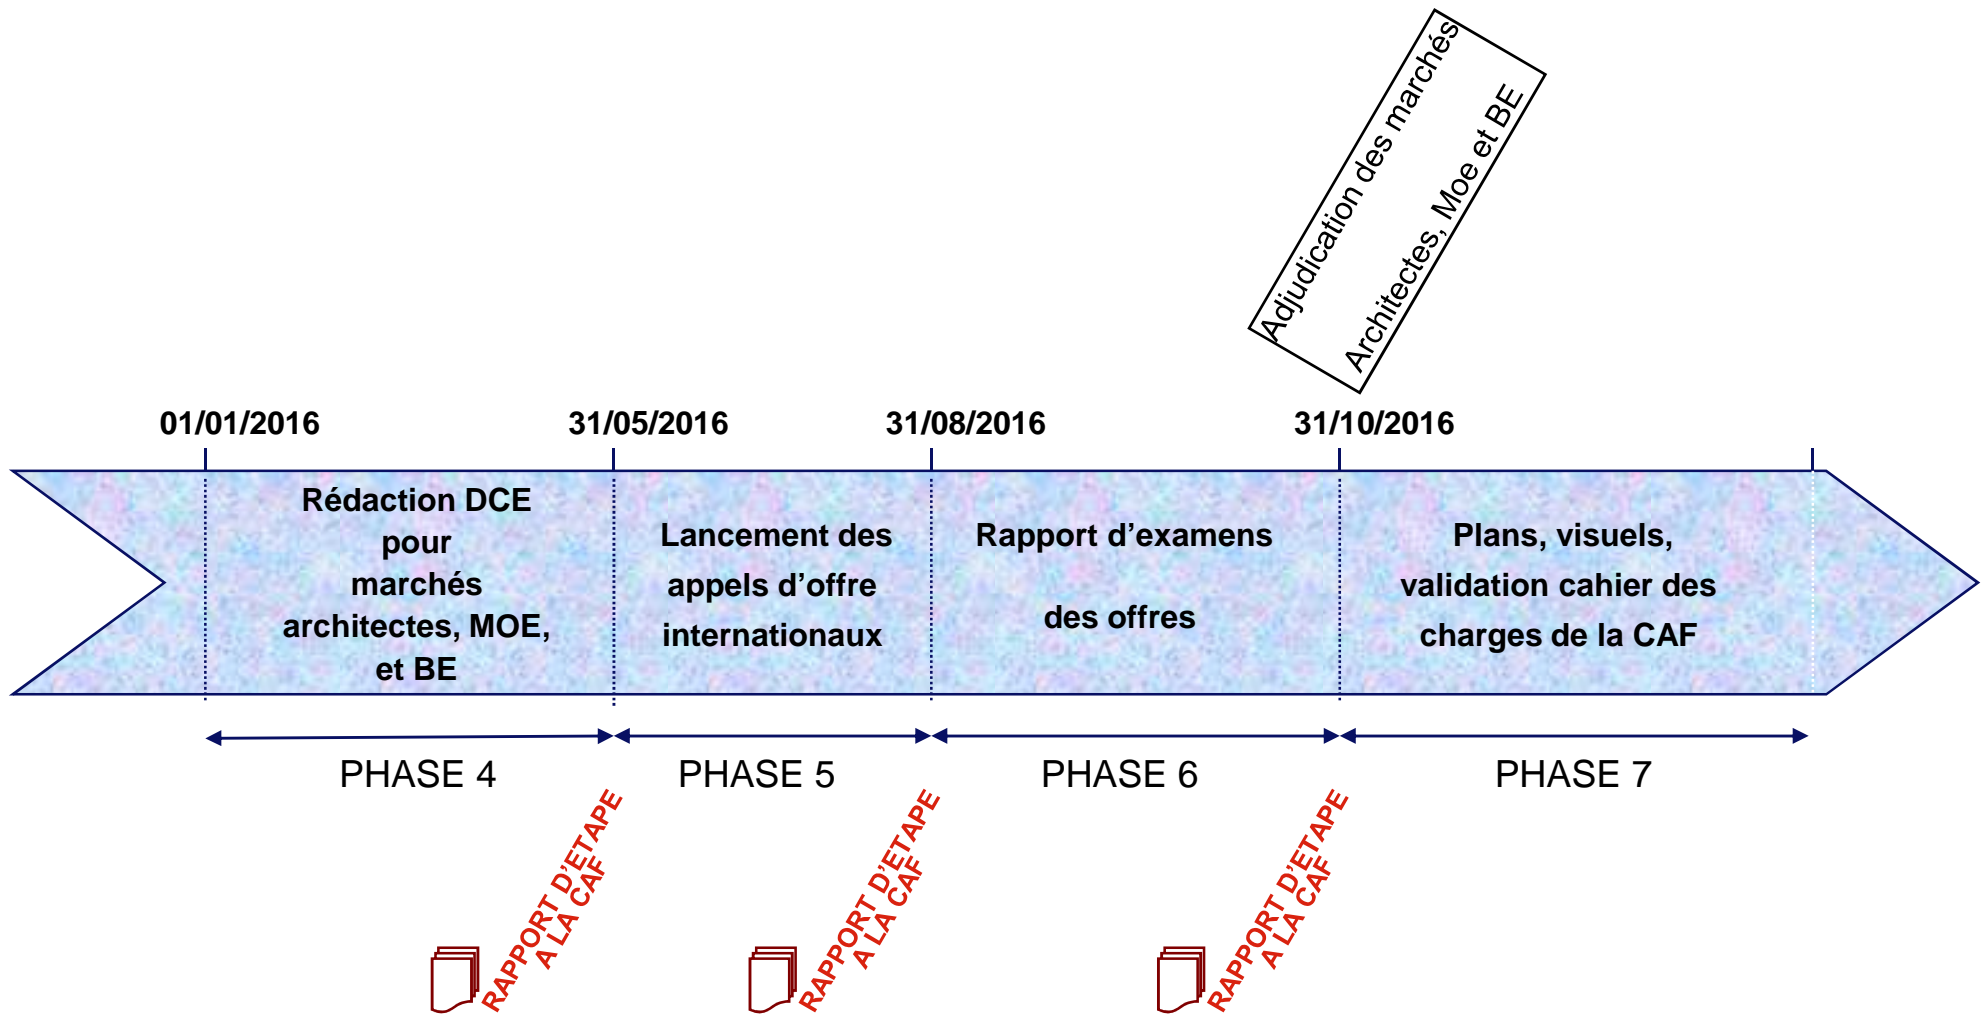 Adjudication des marchés
Architectes, Moe et BE
01/01/2016
31/05/2016
31/08/2016
31/10/2016
Rédaction DCE
pour
marchés
architectes, MOE,
et BE
Lancement des
appels d’offre
internationaux
Rapport d’examens
des offres
Plans, visuels,
validation cahier des
charges de la CAF
PHASE 4
PHASE 5
PHASE 6
PHASE 7
RAPPORT D’ETAPE
A LA CAF
RAPPORT D’ETAPE
A LA CAF
RAPPORT D’ETAPE
A LA CAF